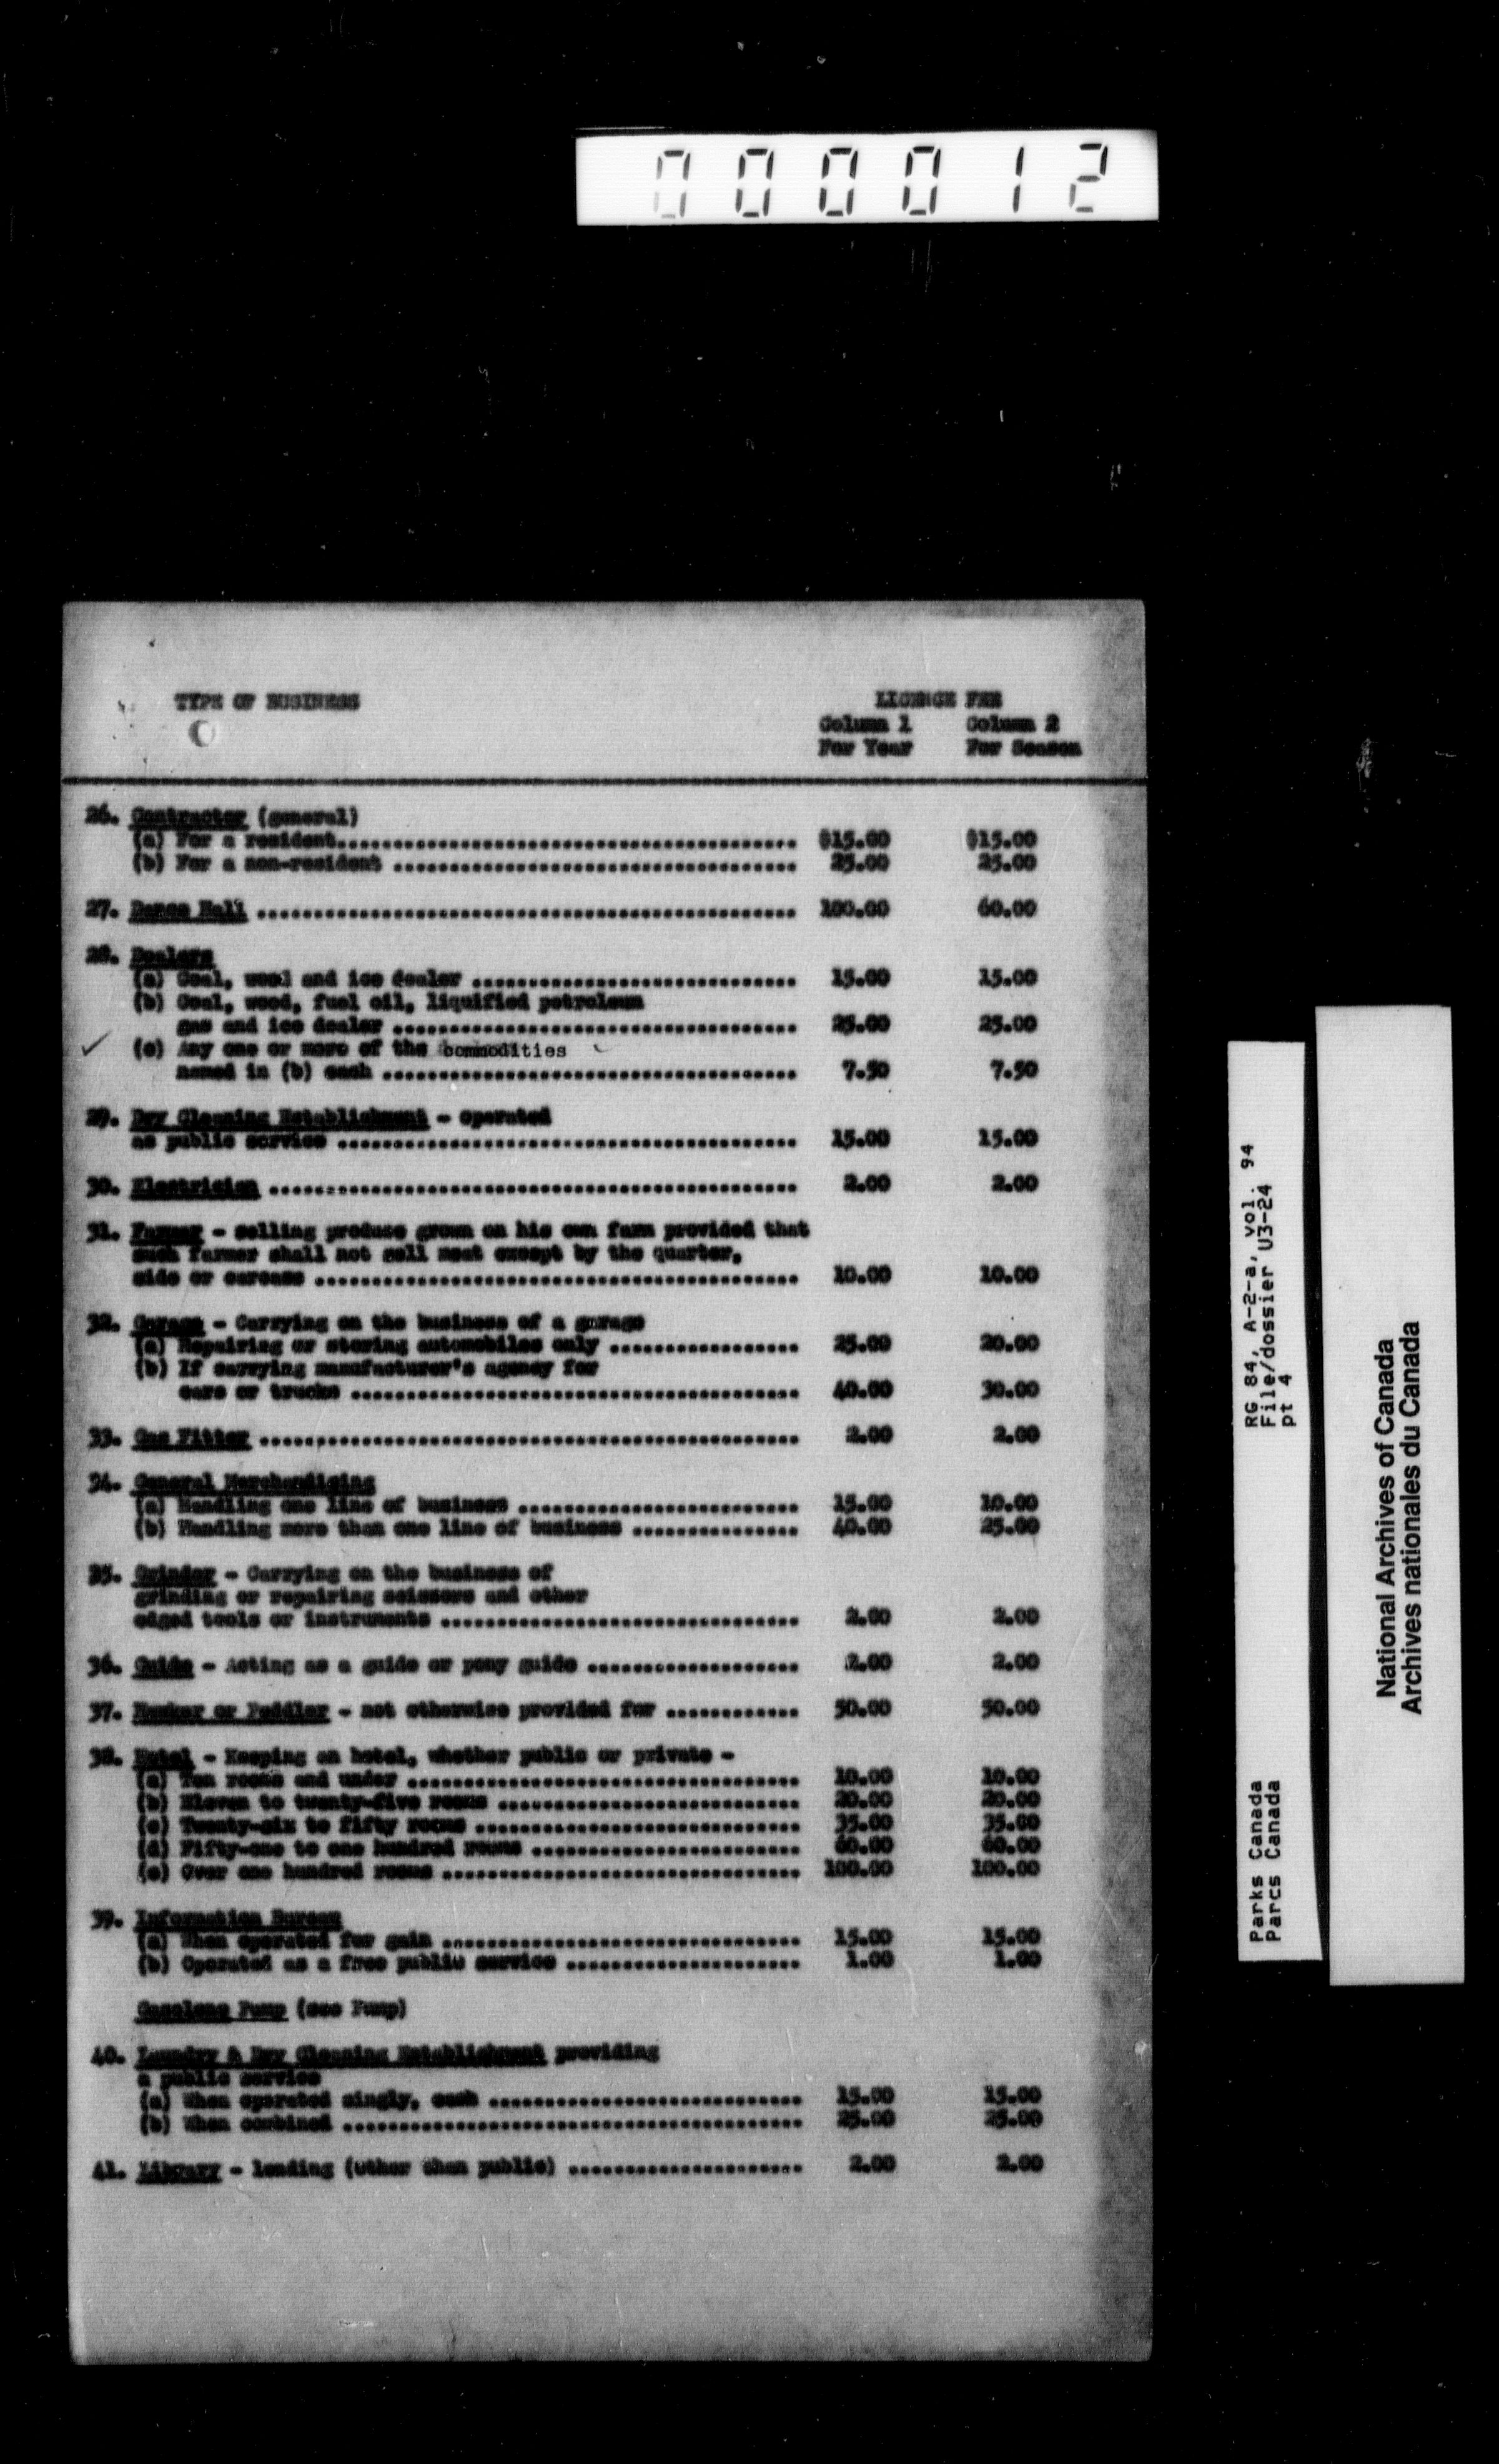 000012
TYPE OF BUSINESS
LICENCE FEE
Column 1 Column 2
For Year For Season
26. Contractor (general)
(a) For a resident........................................ $15.00 $15.00
(b) For a non-resident .................................... 25.00 25.00
27. Dance Hall ................................................ 100.00 60.00
28. Dealers
(a) Coal, wood and ice dealer ............................. 15.00 15.00
(b) Coal, wood, fuel oil, liquified petroleum
gas and ice dealer .................................... 25.00 25.00
(c) Any one or more of the commodities
named in (b) each ..................................... 7.50 7.50
29. Dry Cleaning Establishment - operated
as public service ......................................... 15.00 15.00
30. Electrician ............................................... 2.00 2.00
31. Farmer - selling produce grown on his own farm provided that
such farmer shall not sell meat except by the quarter,
side or carcass ........................................... 10.00 10.00
32. Garage - Carrying on the business of a garage
(a) Repairing or storing automobiles only ................. 25.00 20.00
(b) If carrying manufacturer's agency for
cars or trucks ........................................ 40.00 30.00
33. Gas Fitter ................................................ 2.00 2.00
34. General Merchandising
(a) Handling one line of business ......................... 15.00 10.00
(b) Handling more than one line of business ............... 40.00 25.00
35. Grinder - Carrying on the business of
grinding or repairing scissors and other
edged tools or instruments ................................ 2.00 2.00
36. Guide - Acting as a guide or pony guide ................... 2.00 2.00
37. Hawker or Peddler - not otherwise provided for ............ 50.00 50.00
38. Hotel - Keeping an hotel, whether public or private -
(a) Ten rooms and under ................................... 10.00 10.00
(b) Eleven to twenty-five rooms ........................... 20.00 20.00
(c) Twenty-six to fifty rooms ............................. 35.00 35.00
(d) Fifty-one to one hundred rooms ........................ 60.00 60.00
(e) Over one hundred rooms ................................ 100.00 100.00
39. Information Bureau
(a) When operated for gain ................................ 15.00 15.00
(b) Operated as a free public service ..................... 1.00 1.00
Gasolene Pump (see Pump)
40. Laundry & Dry Cleaning Establishment providing
a public service
(a) When operated singly, each ............................ 15.00 15.00
(b) When combined ......................................... 25.00 25.00
41. Library - lending (other than public) ..................... 2.00 2.00
Parks Canada RG 84, A-2-a, vol. 94
Parcs Canada File/dossier U3-24
pt 4
National Archives of Canada
Archives nationales du Canada